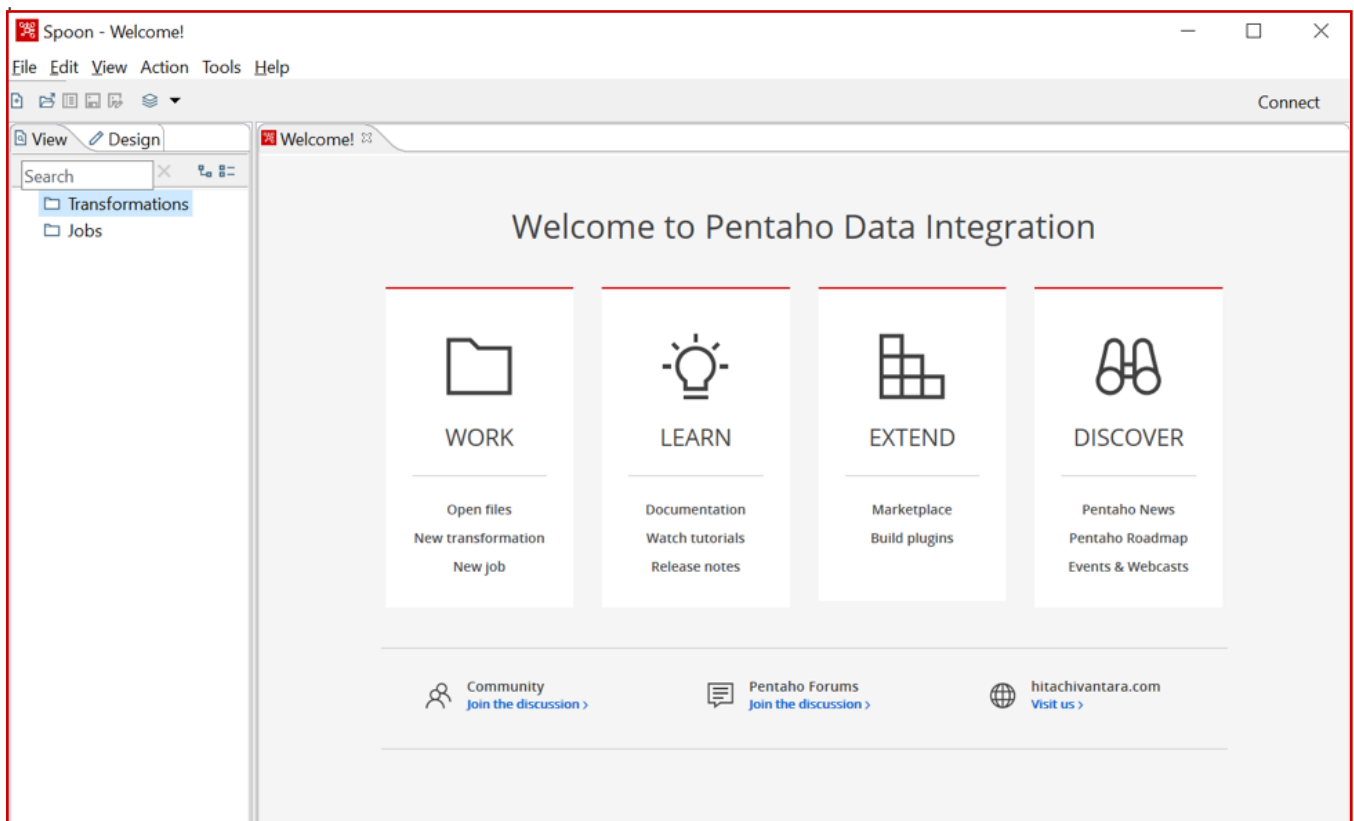 Spoon - Welcome!
File Edit View Action Tools Help
Connect
View Design
Welcome!
Search
Transformations
Jobs
Welcome to Pentaho Data Integration
WORK
Open files
New transformation
New job
LEARN
Documentation
Watch tutorials
Release notes
EXTEND
Marketplace
Build plugins
DISCOVER
Pentaho News
Pentaho Roadmap
Events & Webcasts
Community
Join the discussion >
Pentaho Forums
Join the discussion >
hitachivantara.com
Visit us >